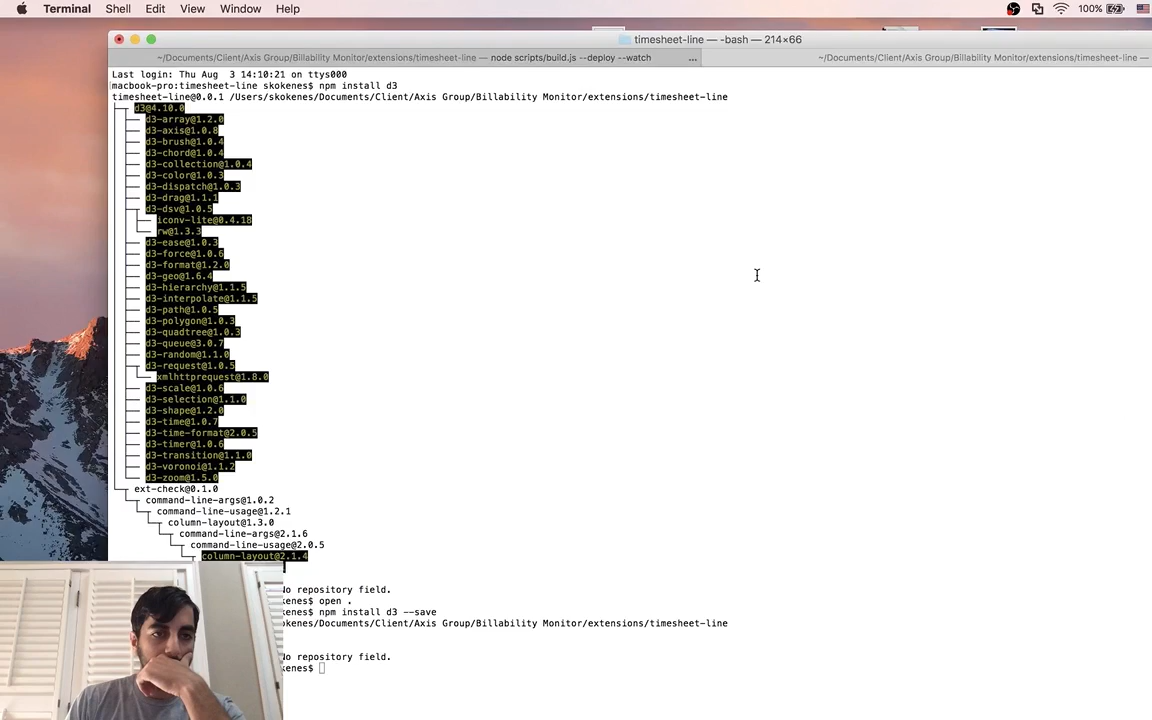 Terminal Shell Edit View Window Help 100%
timesheet-line — -bash — 214×66
~/Documents/Client/Axis Group/Billability Monitor/extensions/timesheet-line — node scripts/build.js --deploy --watch ... ~/Documents/Client/Axis Group/Billability Monitor/extensions/timesheet-line —
Last login: Thu Aug 3 14:10:21 on ttys000
macbook-pro:timesheet-line skokenes$ npm install d3
timesheet-line@0.0.1 /Users/skokenes/Documents/Client/Axis Group/Billability Monitor/extensions/timesheet-line
d3@4.10.0
d3-array@1.2.0
d3-axis@1.0.8
d3-brush@1.0.4
d3-chord@1.0.4
d3-collection@1.0.4
d3-color@1.0.3
d3-dispatch@1.0.3
d3-drag@1.1.1
d3-dsv@1.0.5
iconv-lite@0.4.18
rw@1.3.3
d3-ease@1.0.3
d3-force@1.0.6
d3-format@1.2.0
d3-geo@1.6.4
d3-hierarchy@1.1.5
d3-interpolate@1.1.5
d3-path@1.0.5
d3-polygon@1.0.3
d3-quadtree@1.0.3
d3-queue@3.0.7
d3-random@1.1.0
d3-request@1.0.5
xmlhttprequest@1.8.0
d3-scale@1.0.6
d3-selection@1.1.0
d3-shape@1.2.0
d3-time@1.0.7
d3-time-format@2.0.5
d3-timer@1.0.6
d3-transition@1.1.0
d3-voronoi@1.1.2
d3-zoom@1.5.0
ext-check@0.1.0
command-line-args@1.0.2
command-line-usage@1.2.1
column-layout@1.3.0
command-line-args@2.1.6
command-line-usage@2.0.5
column-layout@2.1.4
No repository field.
kenes$ open .
kenes$ npm install d3 --save
okenes/Documents/Client/Axis Group/Billability Monitor/extensions/timesheet-line
No repository field.
kenes$